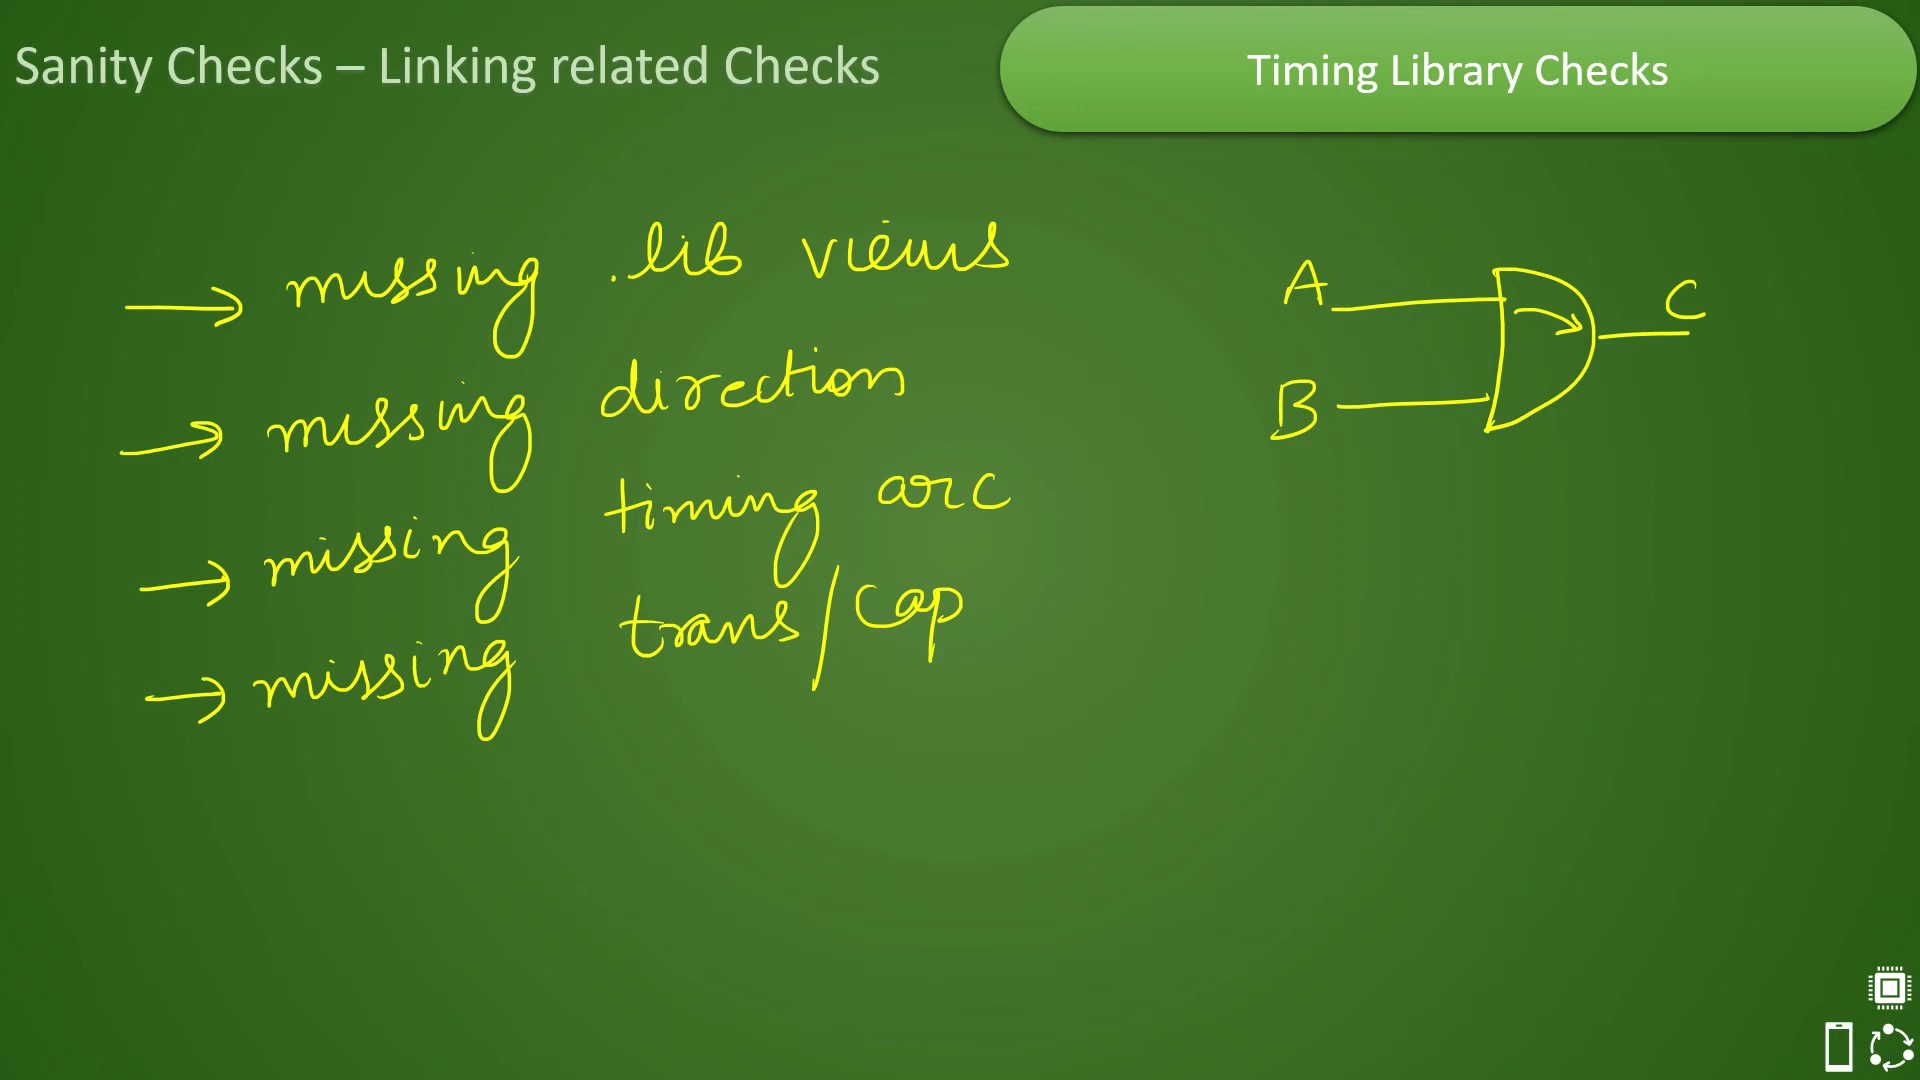 Sanity Checks – Linking related Checks
Timing Library Checks
→ missing .lib views
→ missing direction
→ missing timing arc
→ missing trans/cap
A
B
C